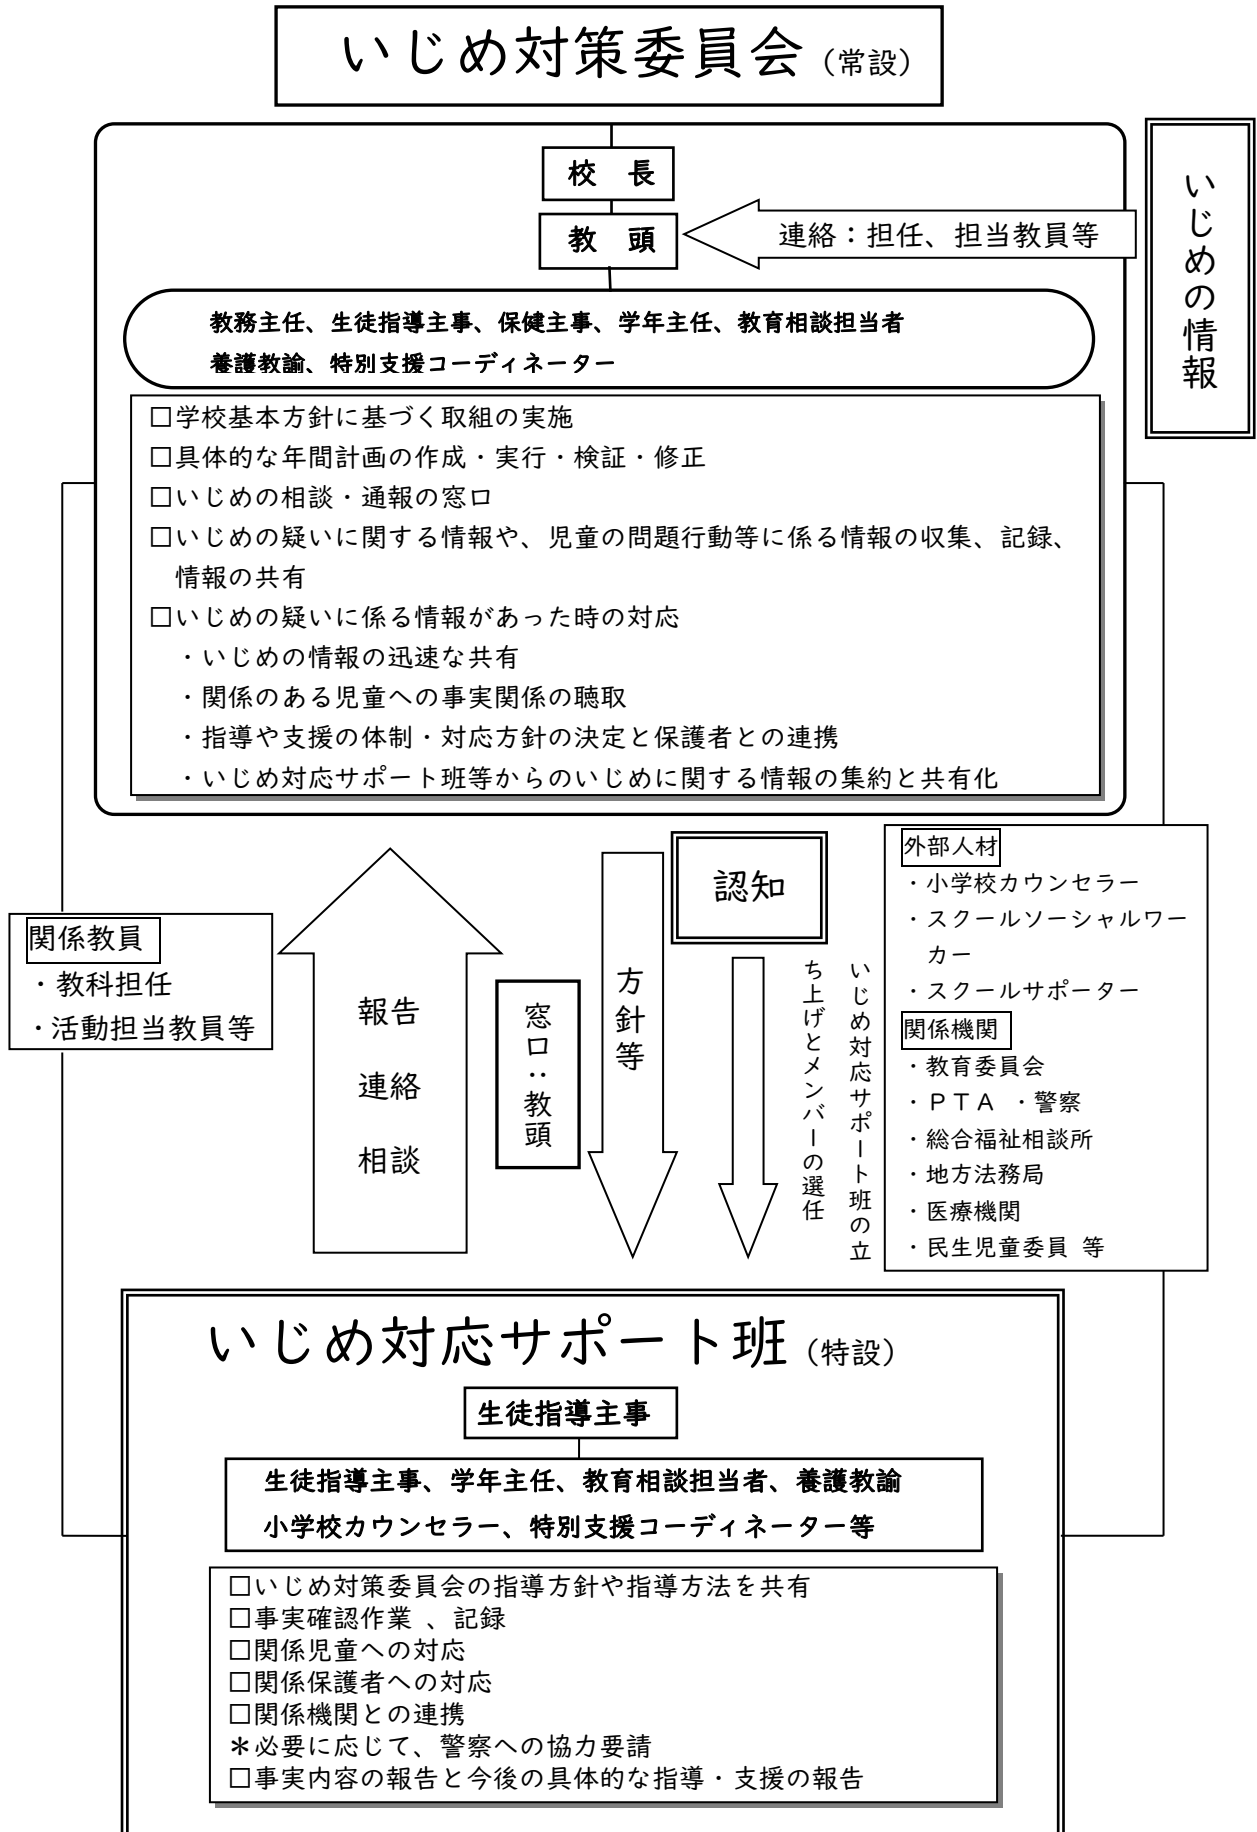 いじめ対策委員会（常設）
校　長
教　頭
連絡：担任、担当教員等
いじめの情報
教務主任、生徒指導主事、保健主事、学年主任、教育相談担当者
養護教諭、特別支援コーディネーター
□学校基本方針に基づく取組の実施
□具体的な年間計画の作成・実行・検証・修正
□いじめの相談・通報の窓口
□いじめの疑いに関する情報や、児童の問題行動等に係る情報の収集、記録、
情報の共有
□いじめの疑いに係る情報があった時の対応
・いじめの情報の迅速な共有
・関係のある児童への事実関係の聴取
・指導や支援の体制・対応方針の決定と保護者との連携
・いじめ対応サポート班等からのいじめに関する情報の集約と共有化
関係教員
・教科担任
・活動担当教員等
報告
連絡
相談
窓口：教頭
方針等
認知
いじめ対応サポート班の立
ち上げとメンバーの選任
外部人材
・小学校カウンセラー
・スクールソーシャルワー
カー
・スクールサポーター
関係機関
・教育委員会
・ＰＴＡ　・警察
・総合福祉相談所
・地方法務局
・医療機関
・民生児童委員 等
いじめ対応サポート班（特設）
生徒指導主事
生徒指導主事、学年主任、教育相談担当者、養護教諭
小学校カウンセラー、特別支援コーディネーター等
□いじめ対策委員会の指導方針や指導方法を共有
□事実確認作業 、記録
□関係児童への対応
□関係保護者への対応
□関係機関との連携
＊必要に応じて、警察への協力要請
□事実内容の報告と今後の具体的な指導・支援の報告